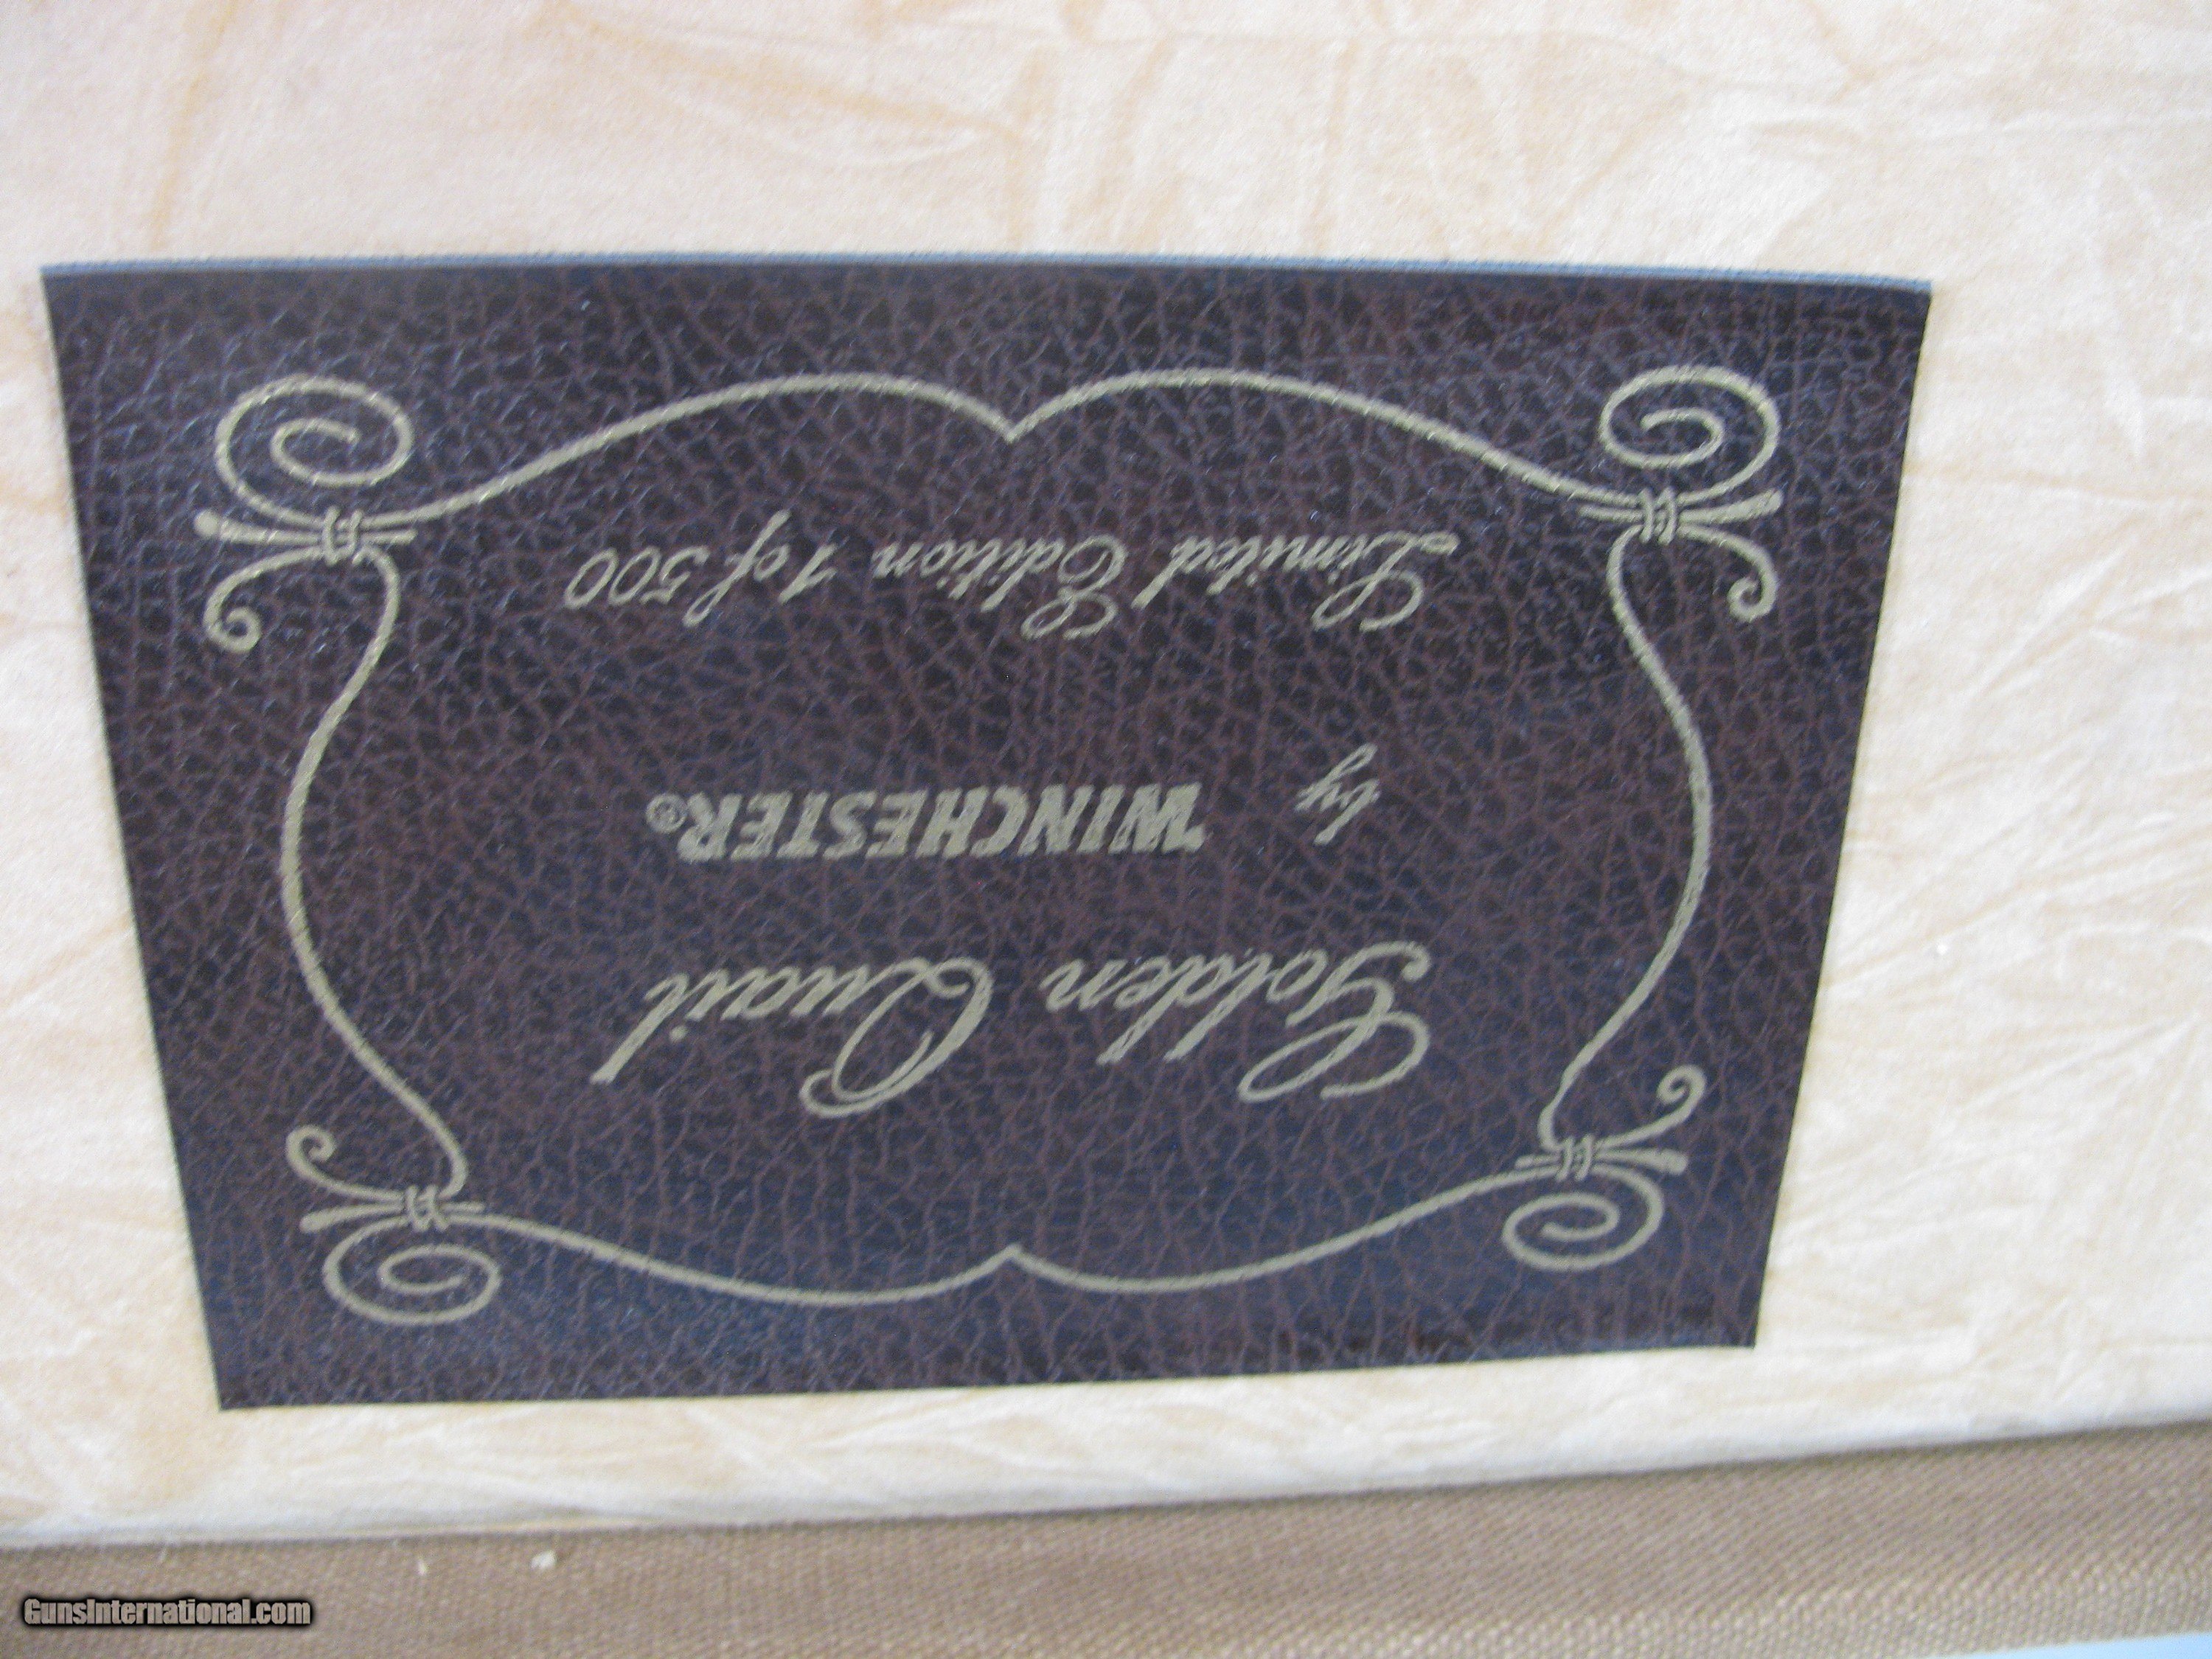 Golden Quail
by WINCHESTER®
Limited Edition 1 of 500
GunsInternational.com